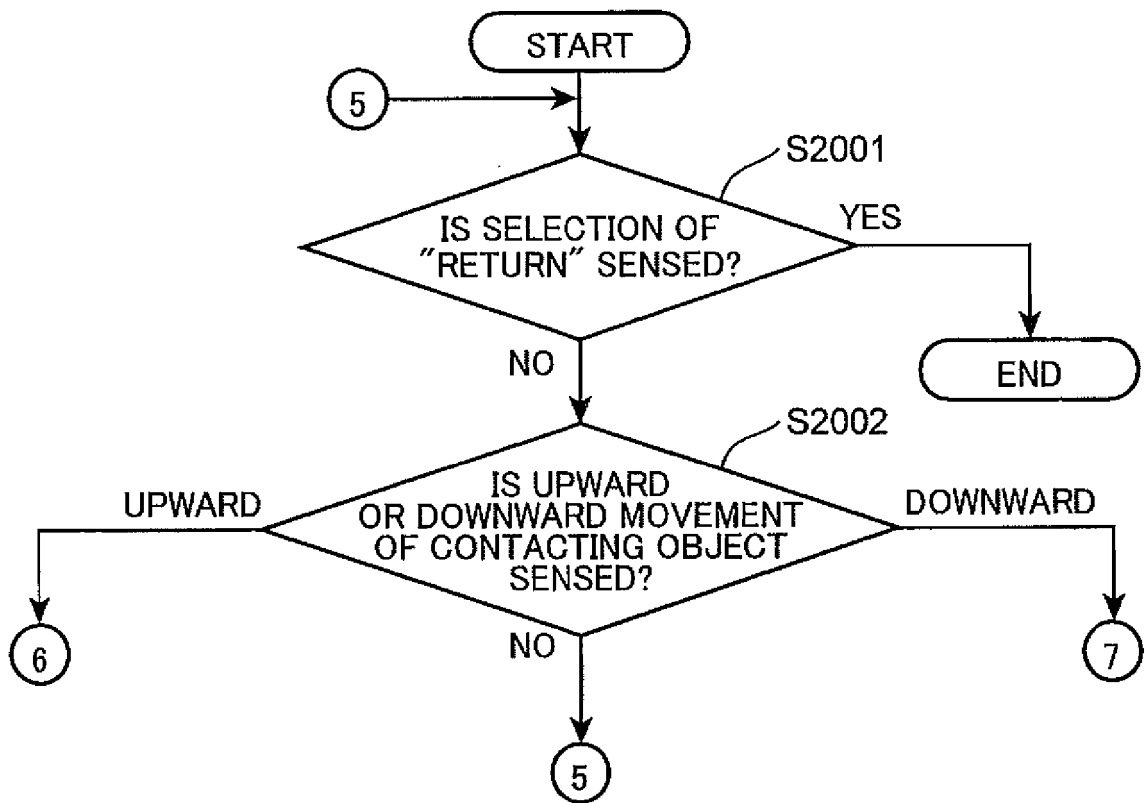 START
5
S2001
IS SELECTION OF
"RETURN" SENSED?
YES
NO
END
S2002
IS UPWARD
OR DOWNWARD MOVEMENT
OF CONTACTING OBJECT
SENSED?
UPWARD
DOWNWARD
NO
6
7
5